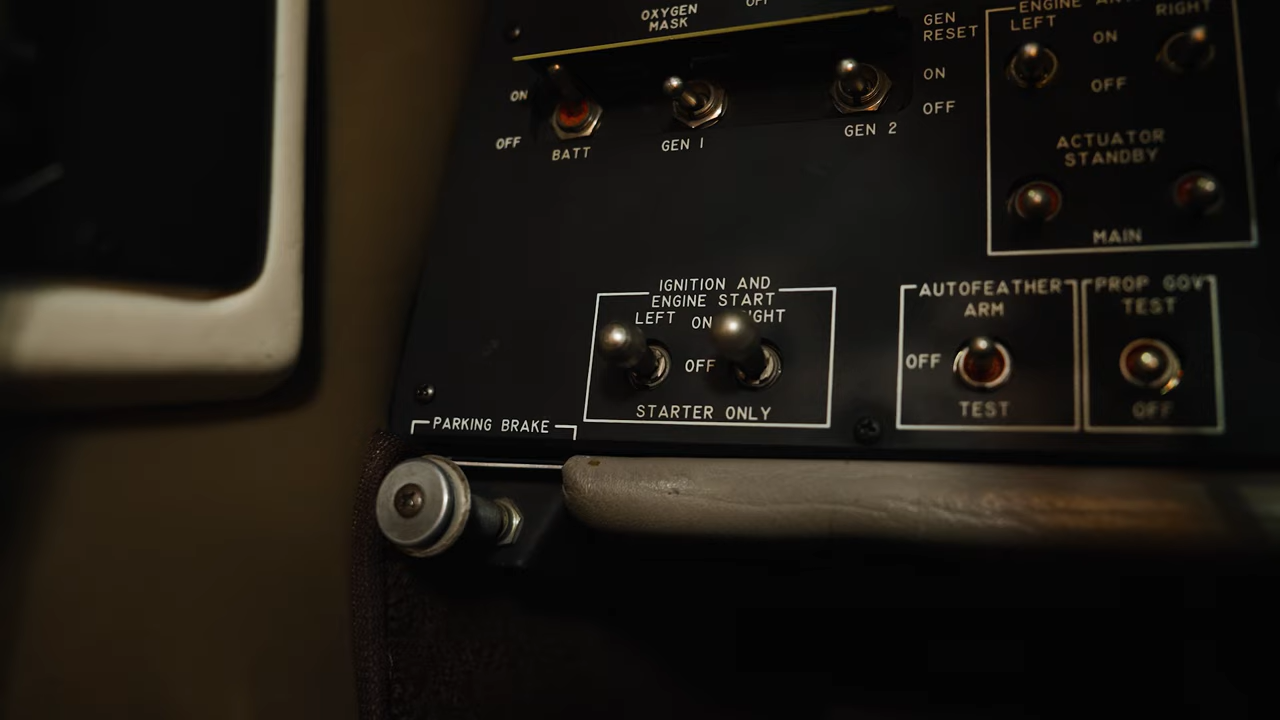 OXYGEN
MASK
OFF
ON
OFF
BATT
GEN 1
GEN 2
GEN
RESET
ON
OFF
ENGINE
LEFT
RIGHT
ON
OFF
ACTUATOR
STANDBY
MAIN
IGNITION AND
ENGINE START
LEFT ON RIGHT
OFF
STARTER ONLY
AUTOFEATHER
ARM
OFF
TEST
PROP GOV
TEST
OFF
PARKING BRAKE